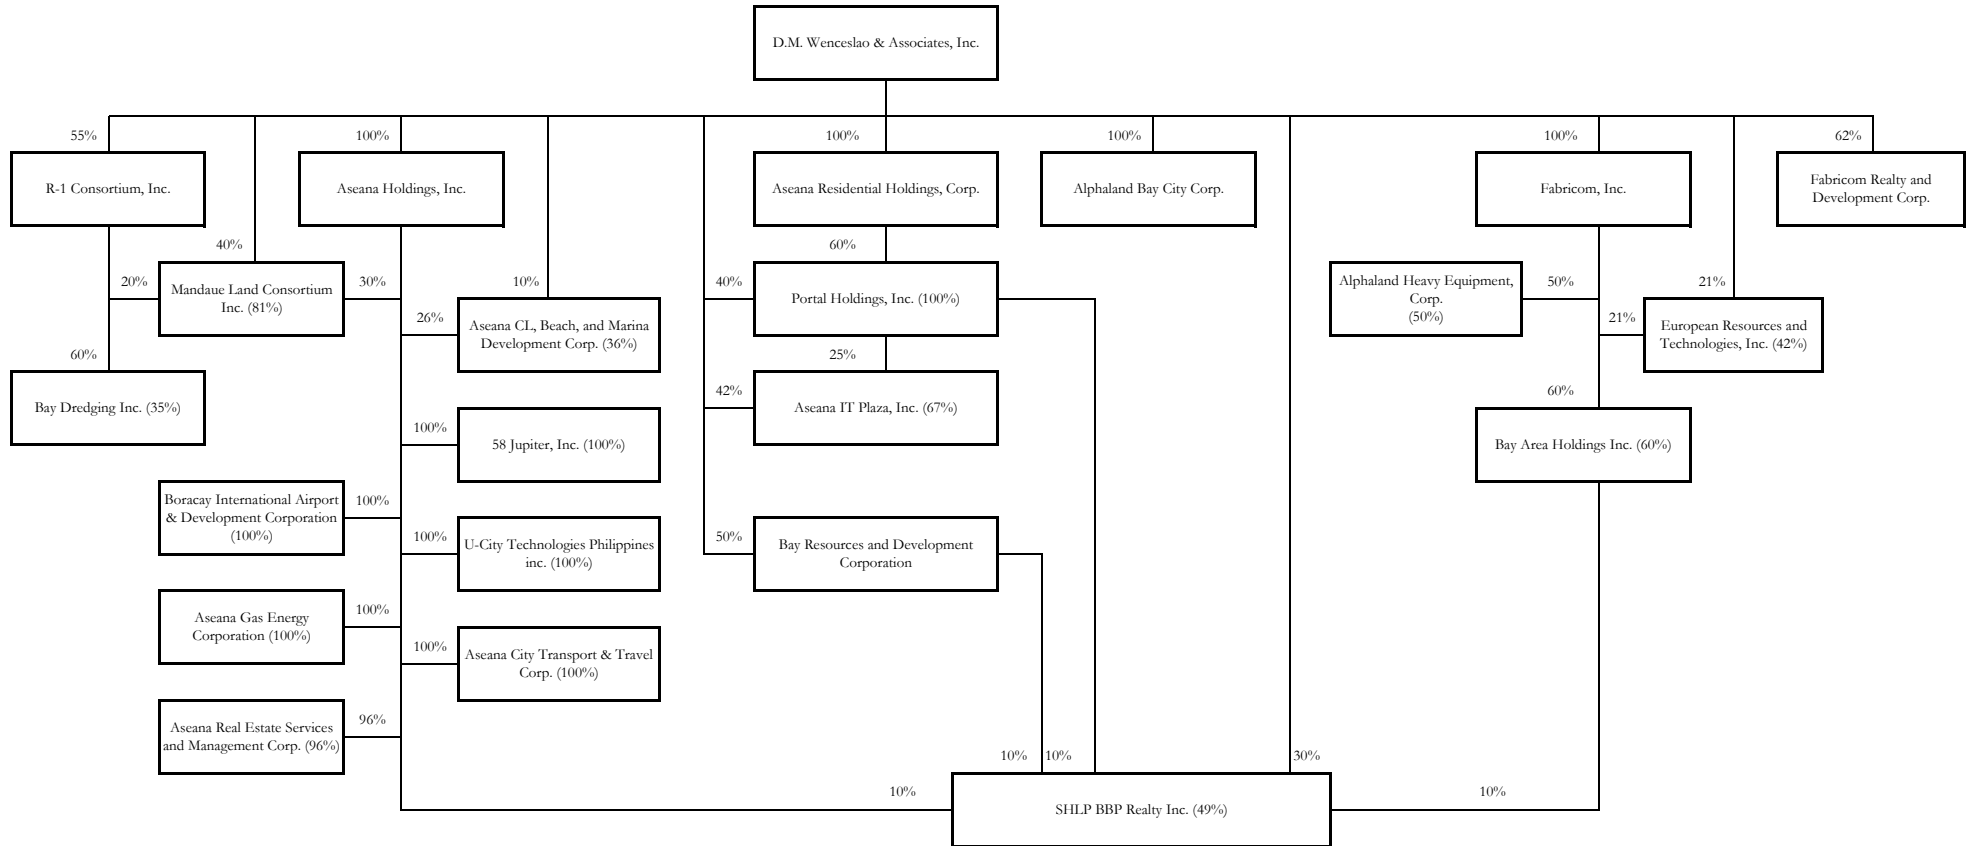 D.M. Wenceslao & Associates, Inc.
55%
100%
100%
100%
100%
62%
R-1 Consortium, Inc.
Aseana Holdings, Inc.
Aseana Residential Holdings, Corp.
Alphaland Bay City Corp.
Fabricom, Inc.
Fabricom Realty and
Development Corp.
40%
60%
20%
Mandaue Land Consortium
Inc. (81%)
30%
10%
40%
Portal Holdings, Inc. (100%)
Alphaland Heavy Equipment,
Corp.
(50%)
50%
21%
26%
Aseana CL, Beach, and Marina
Development Corp. (36%)
21%
European Resources and
Technologies, Inc. (42%)
60%
25%
Bay Dredging Inc. (35%)
42%
Aseana IT Plaza, Inc. (67%)
60%
100%
58 Jupiter, Inc. (100%)
Bay Area Holdings Inc. (60%)
Boracay International Airport
& Development Corporation
(100%)
100%
100%
U-City Technologies Philippines
inc. (100%)
50%
Bay Resources and Development
Corporation
Aseana Gas Energy
Corporation (100%)
100%
100%
Aseana City Transport & Travel
Corp. (100%)
Aseana Real Estate Services
and Management Corp. (96%)
96%
10%
10%
30%
10%
SHLP BBP Realty Inc. (49%)
10%